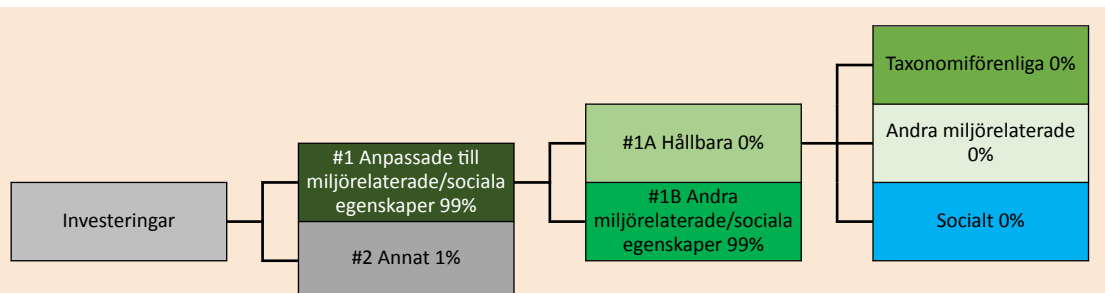 Investeringar
#1 Anpassade till
miljörelaterade/sociala
egenskaper 99%
#2 Annat 1%
#1A Hållbara 0%
#1B Andra
miljörelaterade/sociala
egenskaper 99%
Taxonomiförenliga 0%
Andra miljörelaterade
0%
Socialt 0%